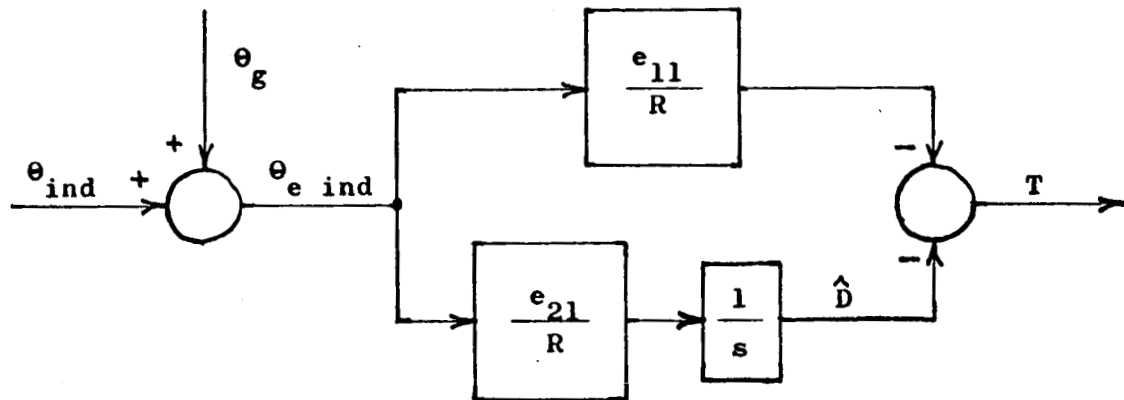 θg
+
θind
+
θe ind
e11
R
−
T
e21
R
1
s
D̂
−